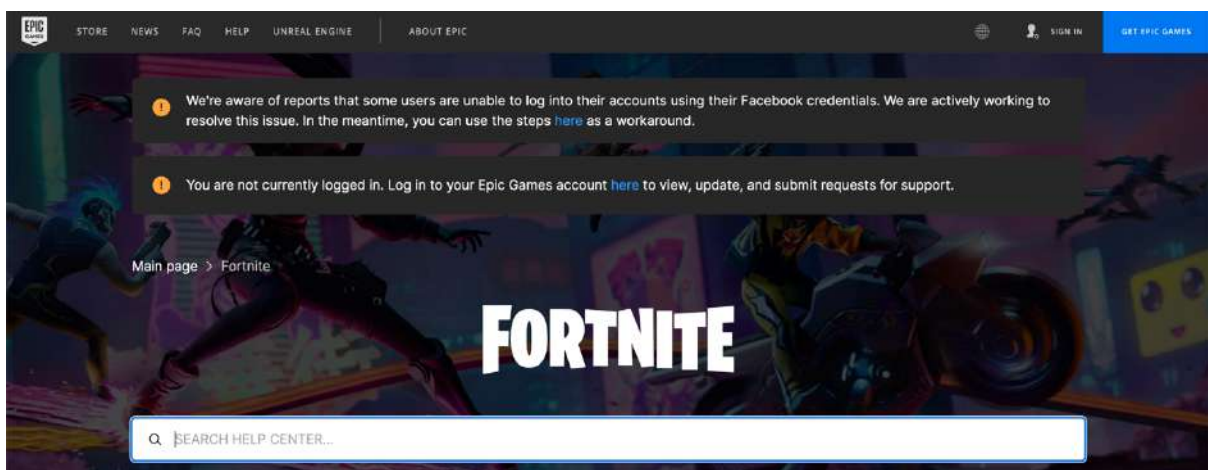 EPIC
GAMES
STORE NEWS FAQ HELP UNREAL ENGINE ABOUT EPIC SIGN IN GET EPIC GAMES
We're aware of reports that some users are unable to log into their accounts using their Facebook credentials. We are actively working to
resolve this issue. In the meantime, you can use the steps here as a workaround.
You are not currently logged in. Log in to your Epic Games account here to view, update, and submit requests for support.
Main page > Fortnite
FORTNITE
SEARCH HELP CENTER...